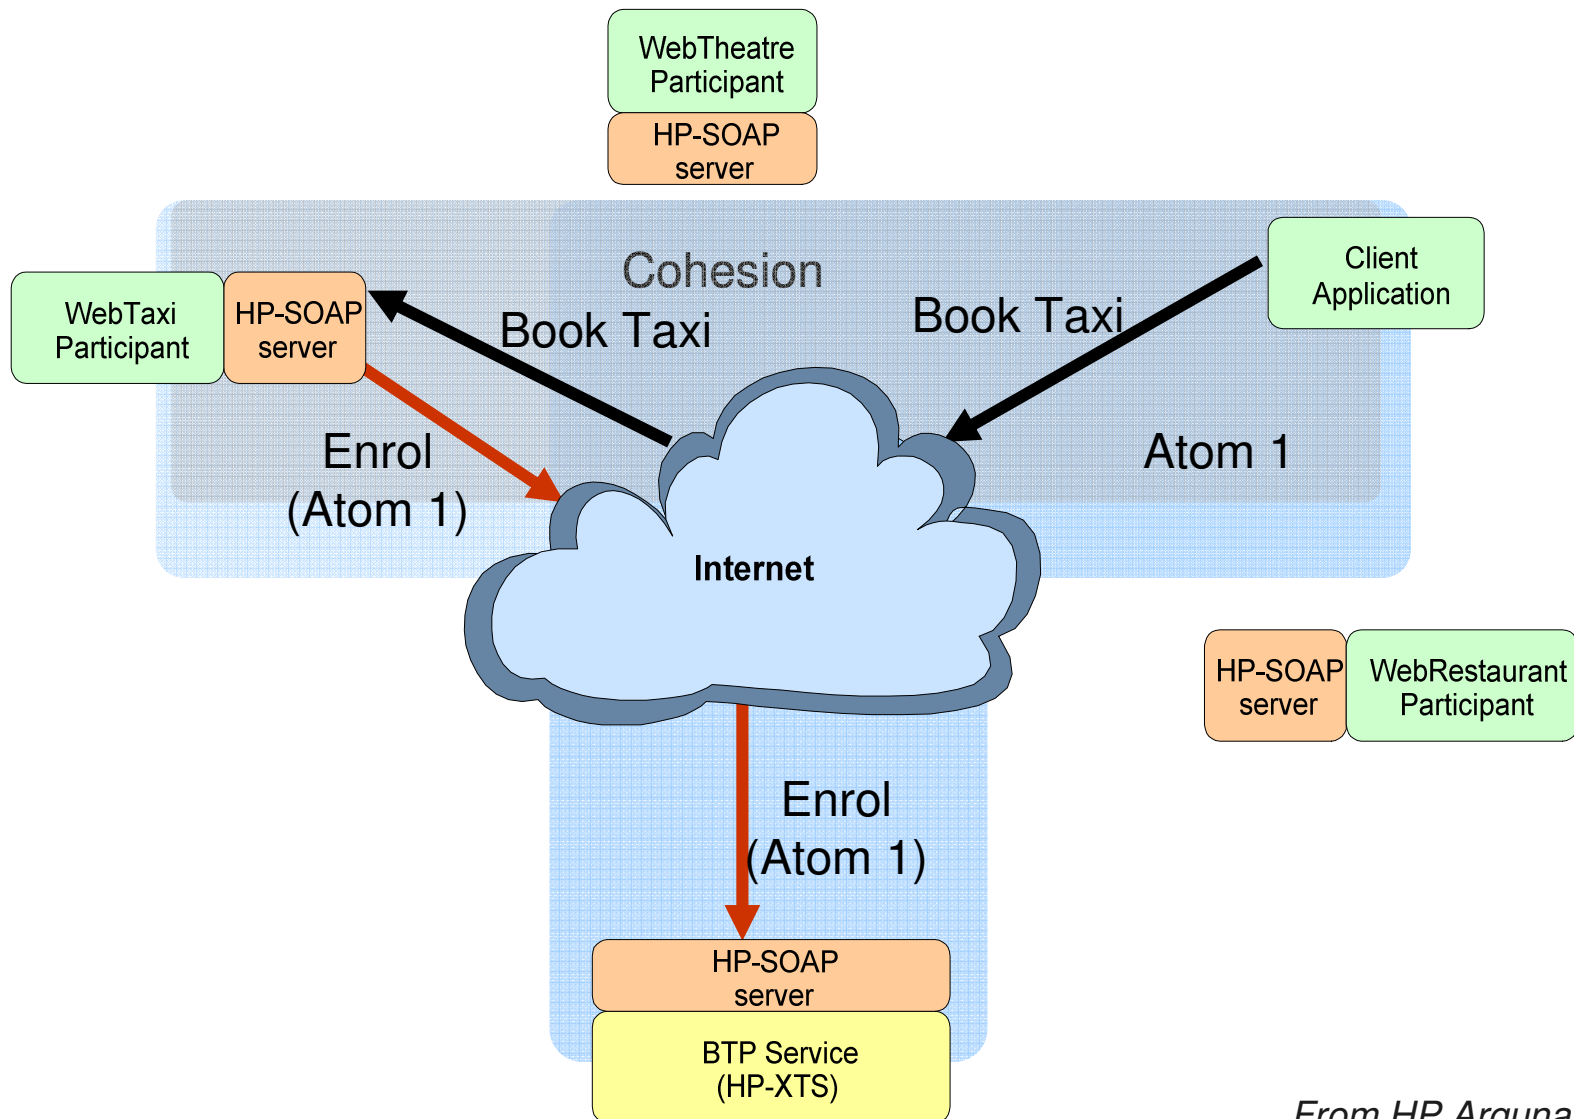 WebTheatre
Participant
HP-SOAP
server
Cohesion
Client
Application
WebTaxi
Participant
HP-SOAP
server
Book Taxi
Book Taxi
Enrol
(Atom 1)
Atom 1
Internet
HP-SOAP
server
WebRestaurant
Participant
Enrol
(Atom 1)
HP-SOAP
server
BTP Service
(HP-XTS)
From HP Arjuna